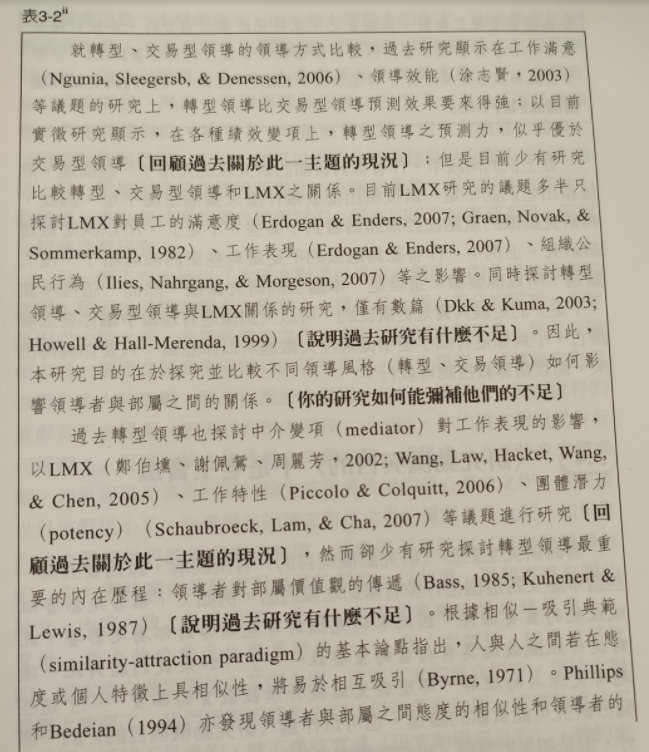 表3-2ii
就轉型、交易型領導的領導方式比較，過去研究顯示在工作滿意
（Ngunia, Sleegersb, & Denessen, 2006）、領導效能（涂志賢，2003）
等議題的研究上，轉型領導比交易型領導預測效果要來得強；以目前
實徵研究顯示，在各種績效變項上，轉型領導之預測力，似乎優於
交易型領導〔回顧過去關於此一主題的現況〕；但是目前少有研究
比較轉型、交易型領導和LMX之關係。目前LMX研究的議題多半只
探討LMX對員工的滿意度（Erdogan & Enders, 2007; Graen, Novak, &
Sommerkamp, 1982）、工作表現（Erdogan & Enders, 2007）、組織公
民行為（Ilies, Nahrgang, & Morgeson, 2007）等之影響。同時探討轉型
領導、交易型領導與LMX關係的研究，僅有數篇（Dkk & Kuma, 2003;
Howell & Hall-Merenda, 1999）〔說明過去研究有什麼不足〕。因此，
本研究目的在於探究並比較不同領導風格（轉型、交易領導）如何影
響領導者與部屬之間的關係。〔你的研究如何能彌補他們的不足〕
過去轉型領導也探討中介變項（mediator）對工作表現的影響，
以LMX（鄭伯壎、謝佩鴛、周麗芳，2002; Wang, Law, Hacket, Wang,
& Chen, 2005）、工作特性（Piccolo & Colquitt, 2006）、團體潛力
（potency）（Schaubroeck, Lam, & Cha, 2007）等議題進行研究〔回
顧過去關於此一主題的現況〕，然而卻少有研究探討轉型領導最重
要的內在歷程：領導者對部屬價值觀的傳遞（Bass, 1985; Kuhenert &
Lewis, 1987）〔說明過去研究有什麼不足〕。根據相似－吸引典範
（similarity-attraction paradigm）的基本論點指出，人與人之間若在態
度或個人特徵上具相似性，將易於相互吸引（Byrne, 1971）。Phillips
和Bedeian（1994）亦發現領導者與部屬之間態度的相似性和領導者的